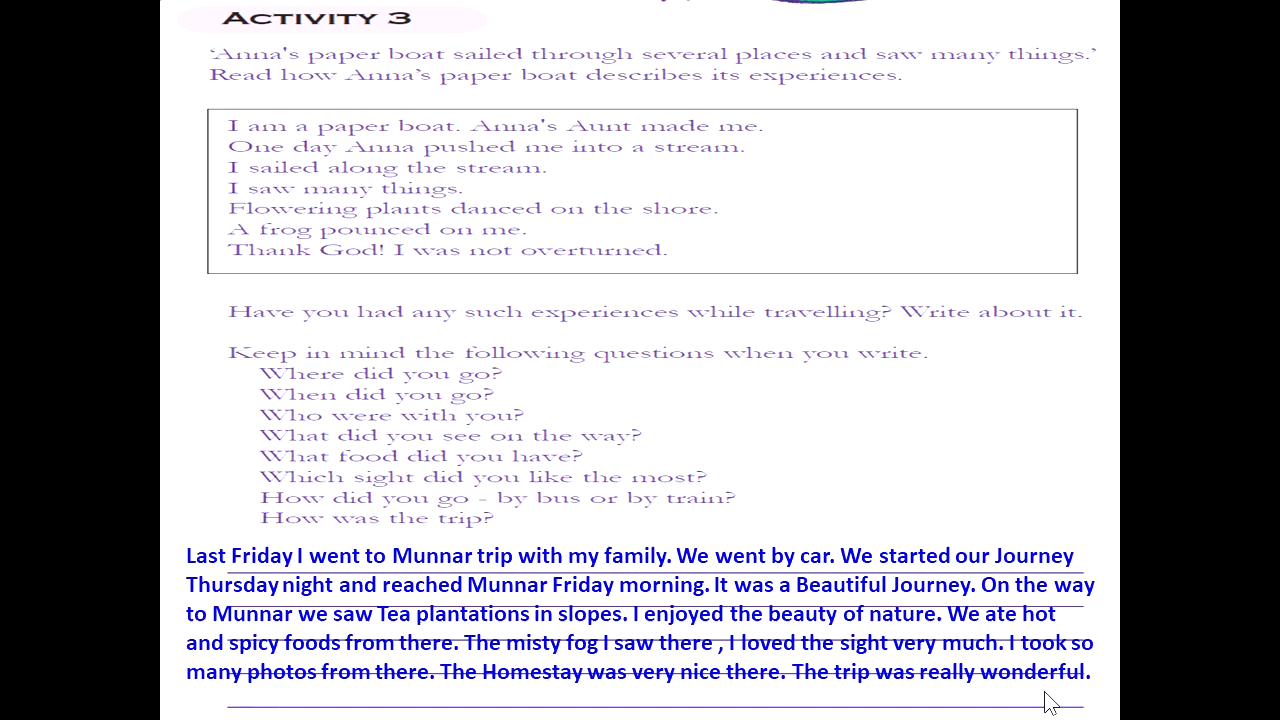 ACTIVITY 3
‘Anna's paper boat sailed through several places and saw many things.’
Read how Anna’s paper boat describes its experiences.
I am a paper boat. Anna's Aunt made me.
One day Anna pushed me into a stream.
I sailed along the stream.
I saw many things.
Flowering plants danced on the shore.
A frog pounced on me.
Thank God! I was not overturned.
Have you had any such experiences while travelling? Write about it.
Keep in mind the following questions when you write.
Where did you go?
When did you go?
Who were with you?
What did you see on the way?
What food did you have?
Which sight did you like the most?
How did you go - by bus or by train?
How was the trip?
Last Friday I went to Munnar trip with my family. We went by car. We started our Journey
Thursday night and reached Munnar Friday morning. It was a Beautiful Journey. On the way
to Munnar we saw Tea plantations in slopes. I enjoyed the beauty of nature. We ate hot
and spicy foods from there. The misty fog I saw there , I loved the sight very much. I took so
many photos from there. The Homestay was very nice there. The trip was really wonderful.